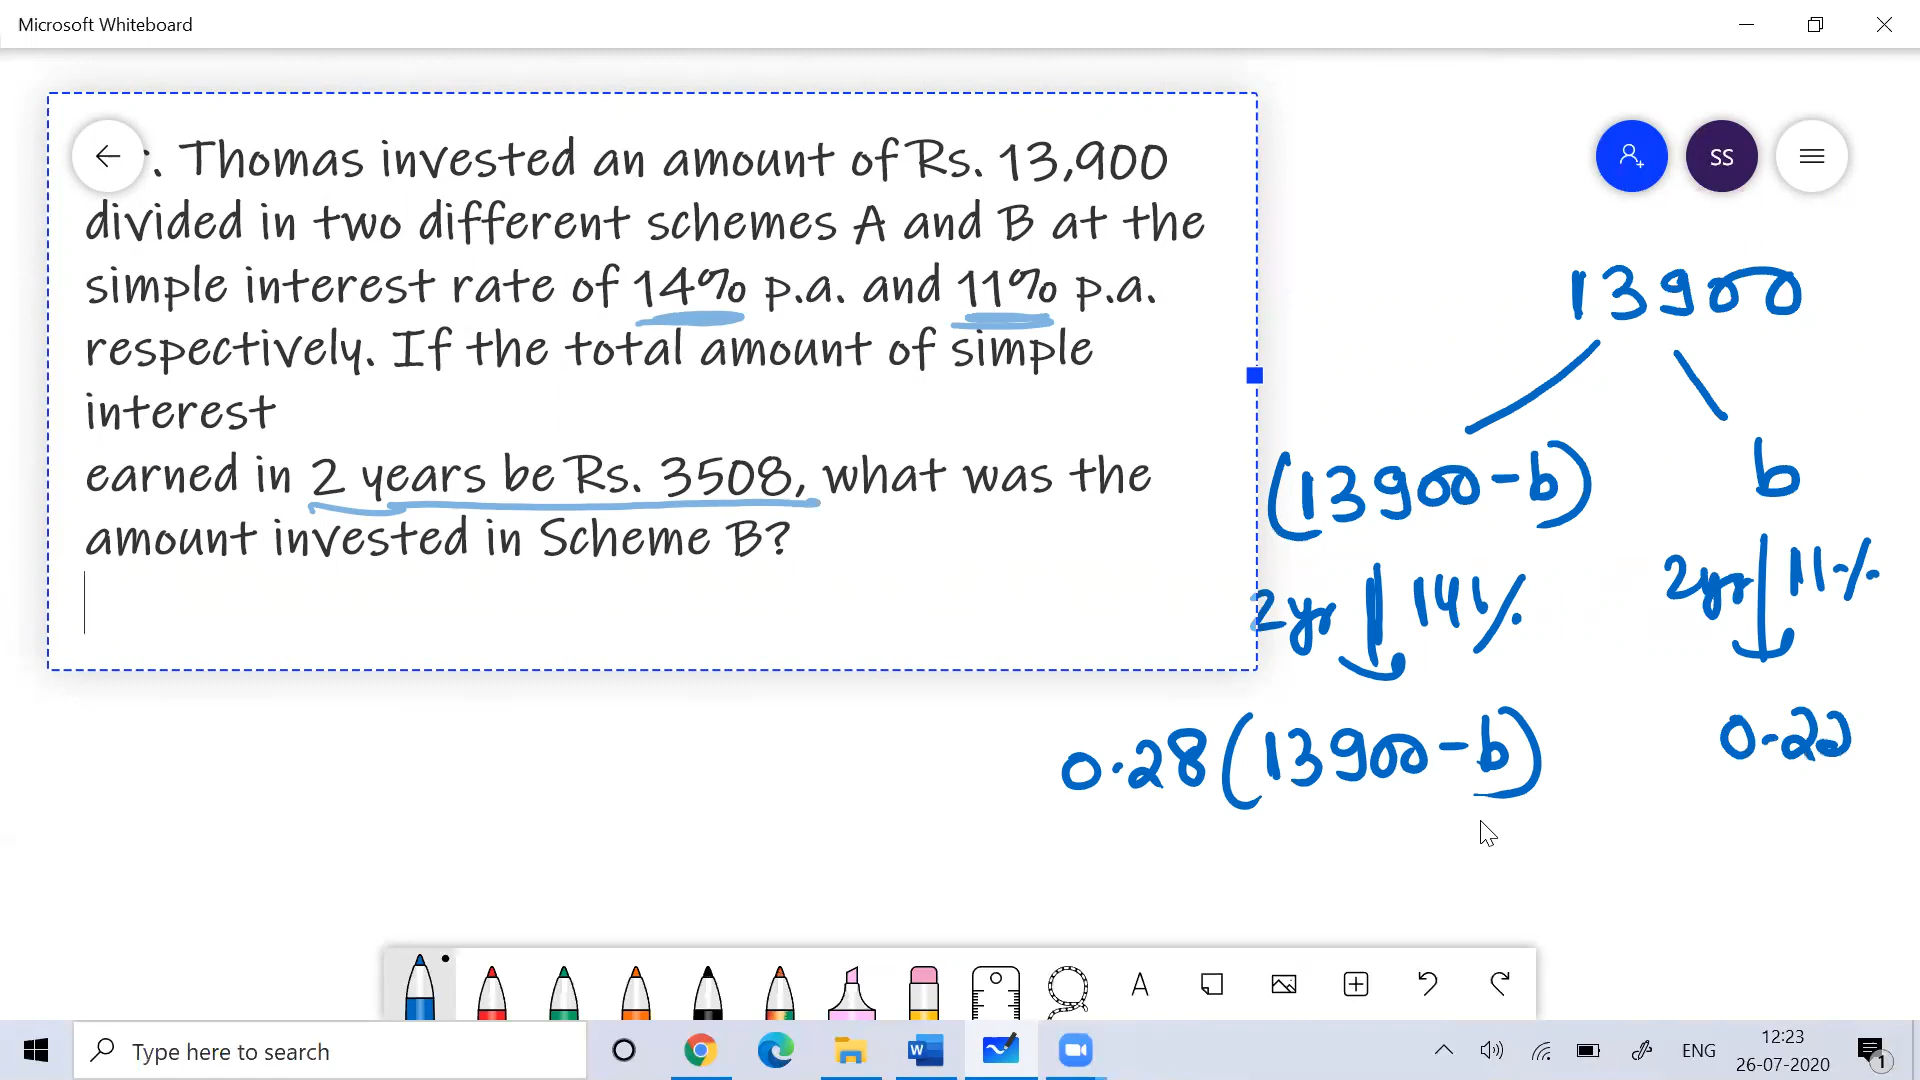 Microsoft Whiteboard
. Thomas invested an amount of Rs. 13,900
divided in two different schemes A and B at the
simple interest rate of 14% p.a. and 11% p.a.
respectively. If the total amount of simple
interest
earned in 2 years be Rs. 3508, what was the
amount invested in Scheme B?
SS
13900
(13900-b) b
2yr 14% 2yr 11%
0.28(13900-b) 0.22
A
Type here to search
W
ENG
12:23
26-07-2020
1